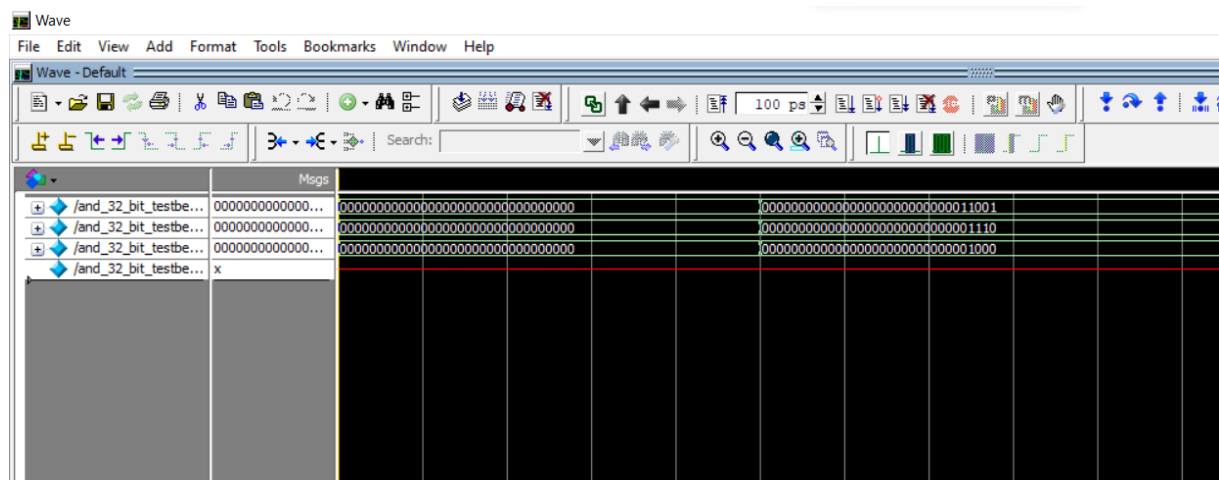 Wave
File Edit View Add Format Tools Bookmarks Window Help
Wave - Default
100 ps
Search:
Msgs
/and_32_bit_testbe... 0000000000000... 00000000000000000000000000000000 00000000000000000000000000011001
/and_32_bit_testbe... 0000000000000... 00000000000000000000000000000000 00000000000000000000000000001110
/and_32_bit_testbe... 0000000000000... 00000000000000000000000000000000 00000000000000000000000000001000
/and_32_bit_testbe... x